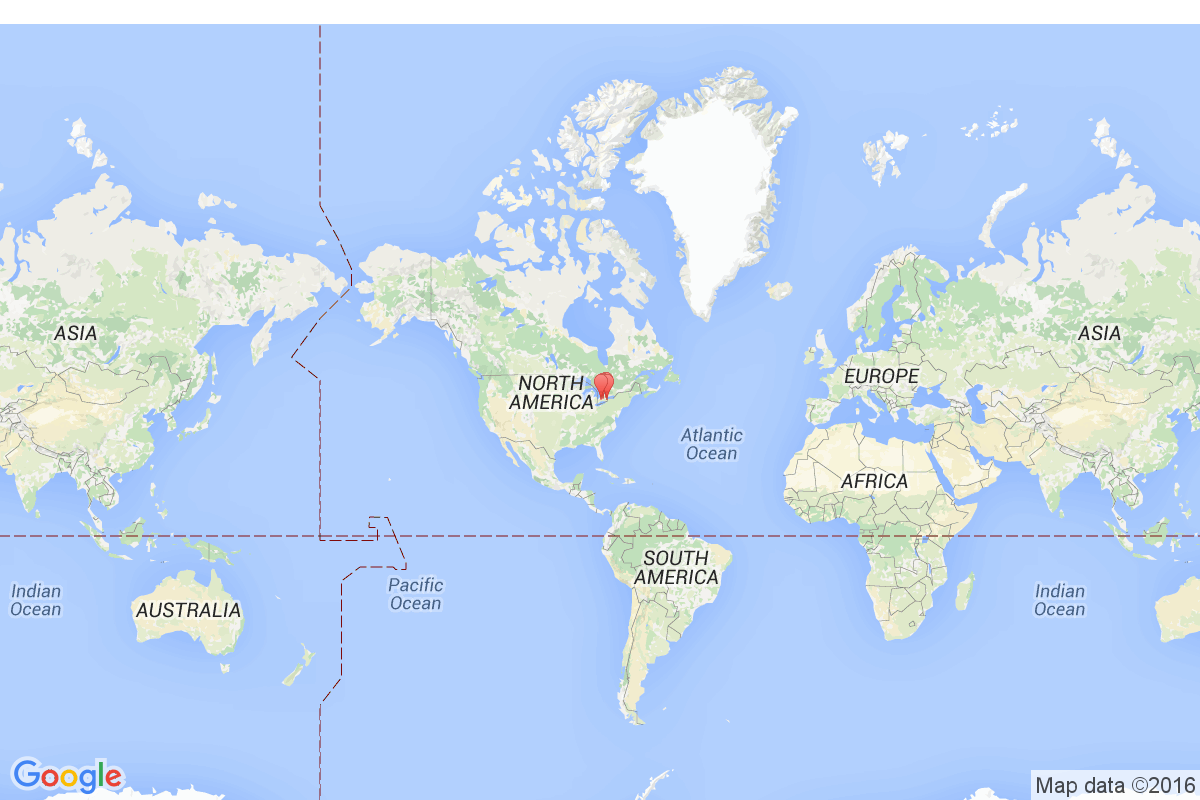 ASIA
ASIA
NORTH
AMERICA
EUROPE
Atlantic
Ocean
AFRICA
SOUTH
AMERICA
Indian
Ocean
AUSTRALIA
Pacific
Ocean
Indian
Ocean
Google
Map data ©2016